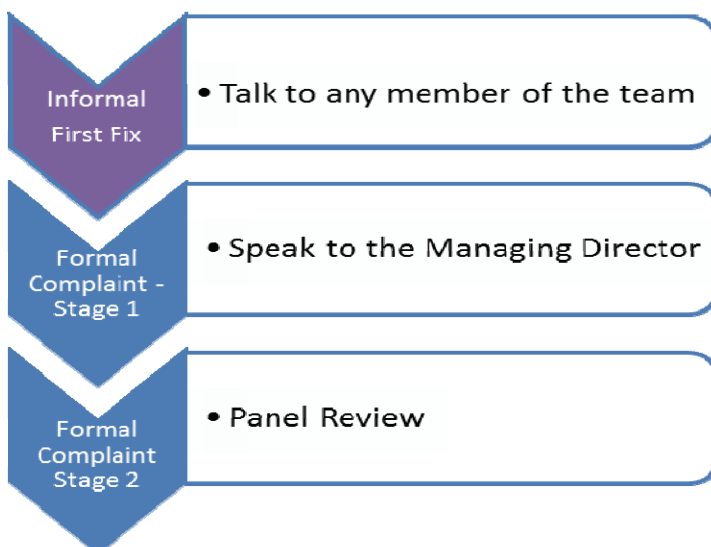 Informal
First Fix
• Talk to any member of the team
Formal
Complaint -
Stage 1
• Speak to the Managing Director
Formal
Complaint
Stage 2
• Panel Review